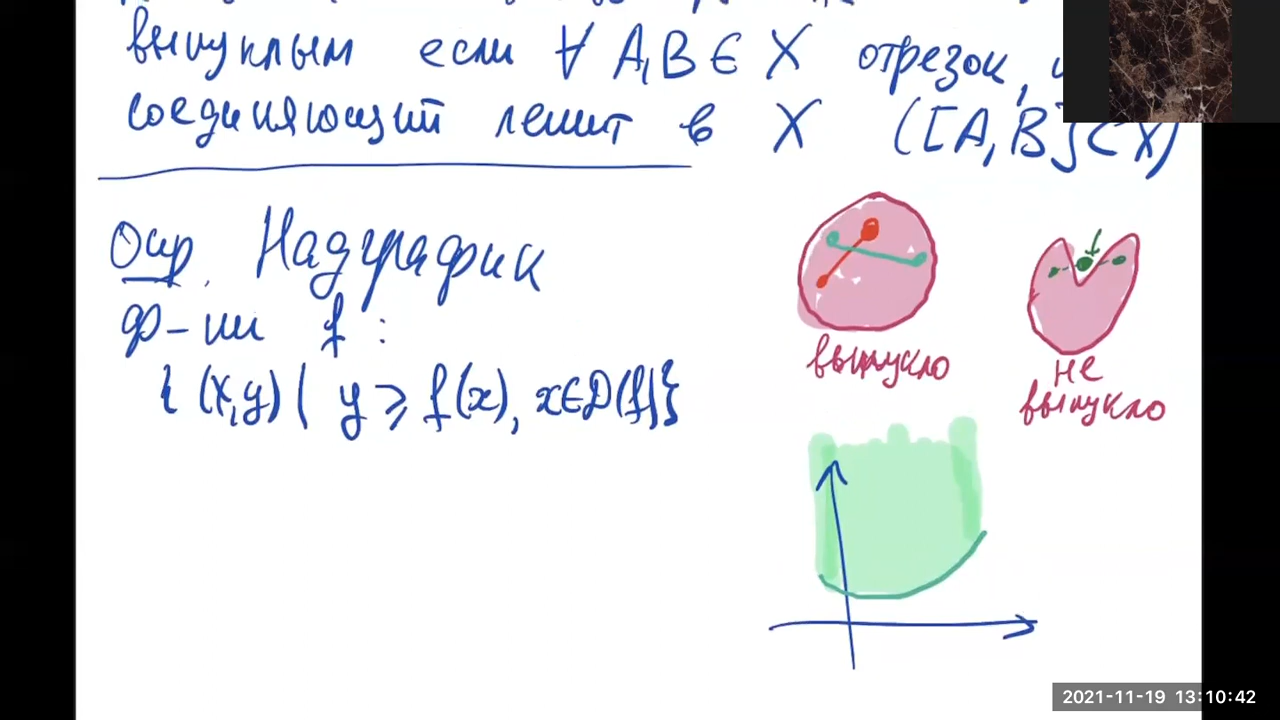 выпуклым если ∀ A,B ∈ X отрезок,
соединяющий лежит в X ([A,B]⊂X)
Опр. Надграфик
ф-ии f :
{(x,y) | y ⩾ f(x), x∈D(f)}
выпукло
не
выпукло
2021-11-19 13:10:42